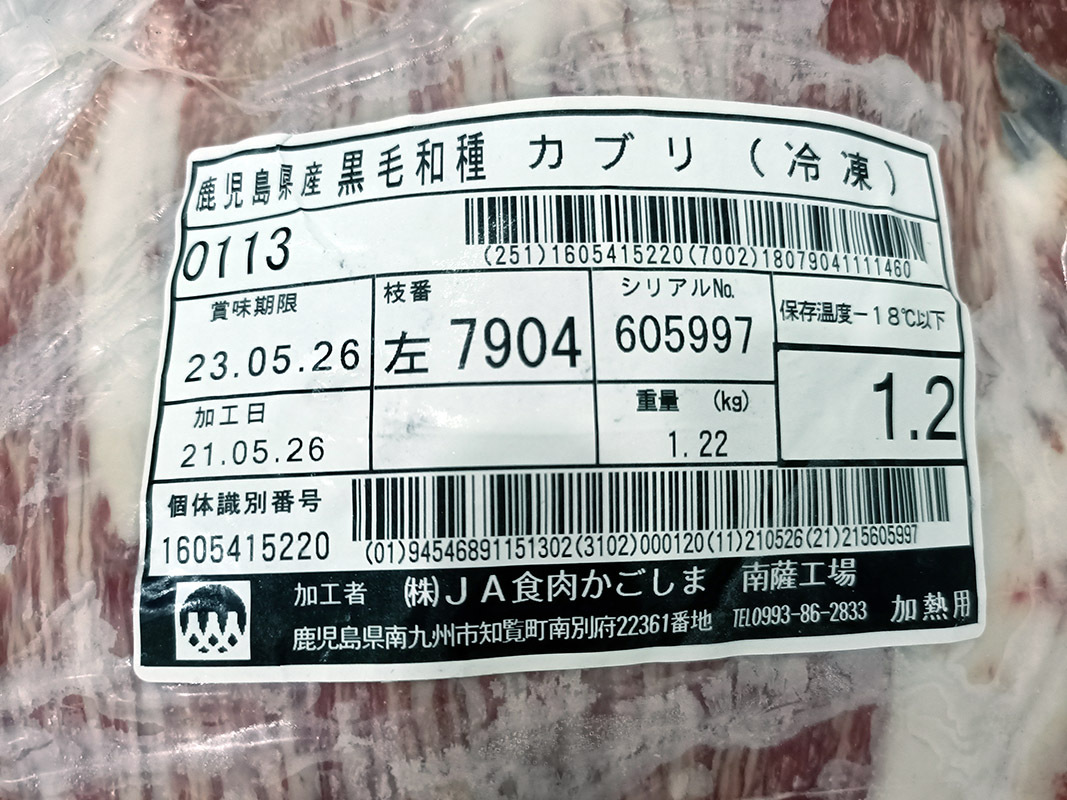 鹿児島県産 黒毛和種 カブリ (冷凍)
0113
(251)1605415220(7002)18079041111460
賞味期限
23.05.26
枝番
左 7904
シリアルNo.
605997
保存温度-18℃以下
加工日
21.05.26
重量 (kg)
1.22
1.2
個体識別番号
1605415220
(01)94546891151302(3102)000120(11)210526(21)215605997
加工者 (株)JA食肉かごしま 南薩工場
鹿児島県南九州市知覧町南別府22361番地 TEL0993-86-2833 加熱用